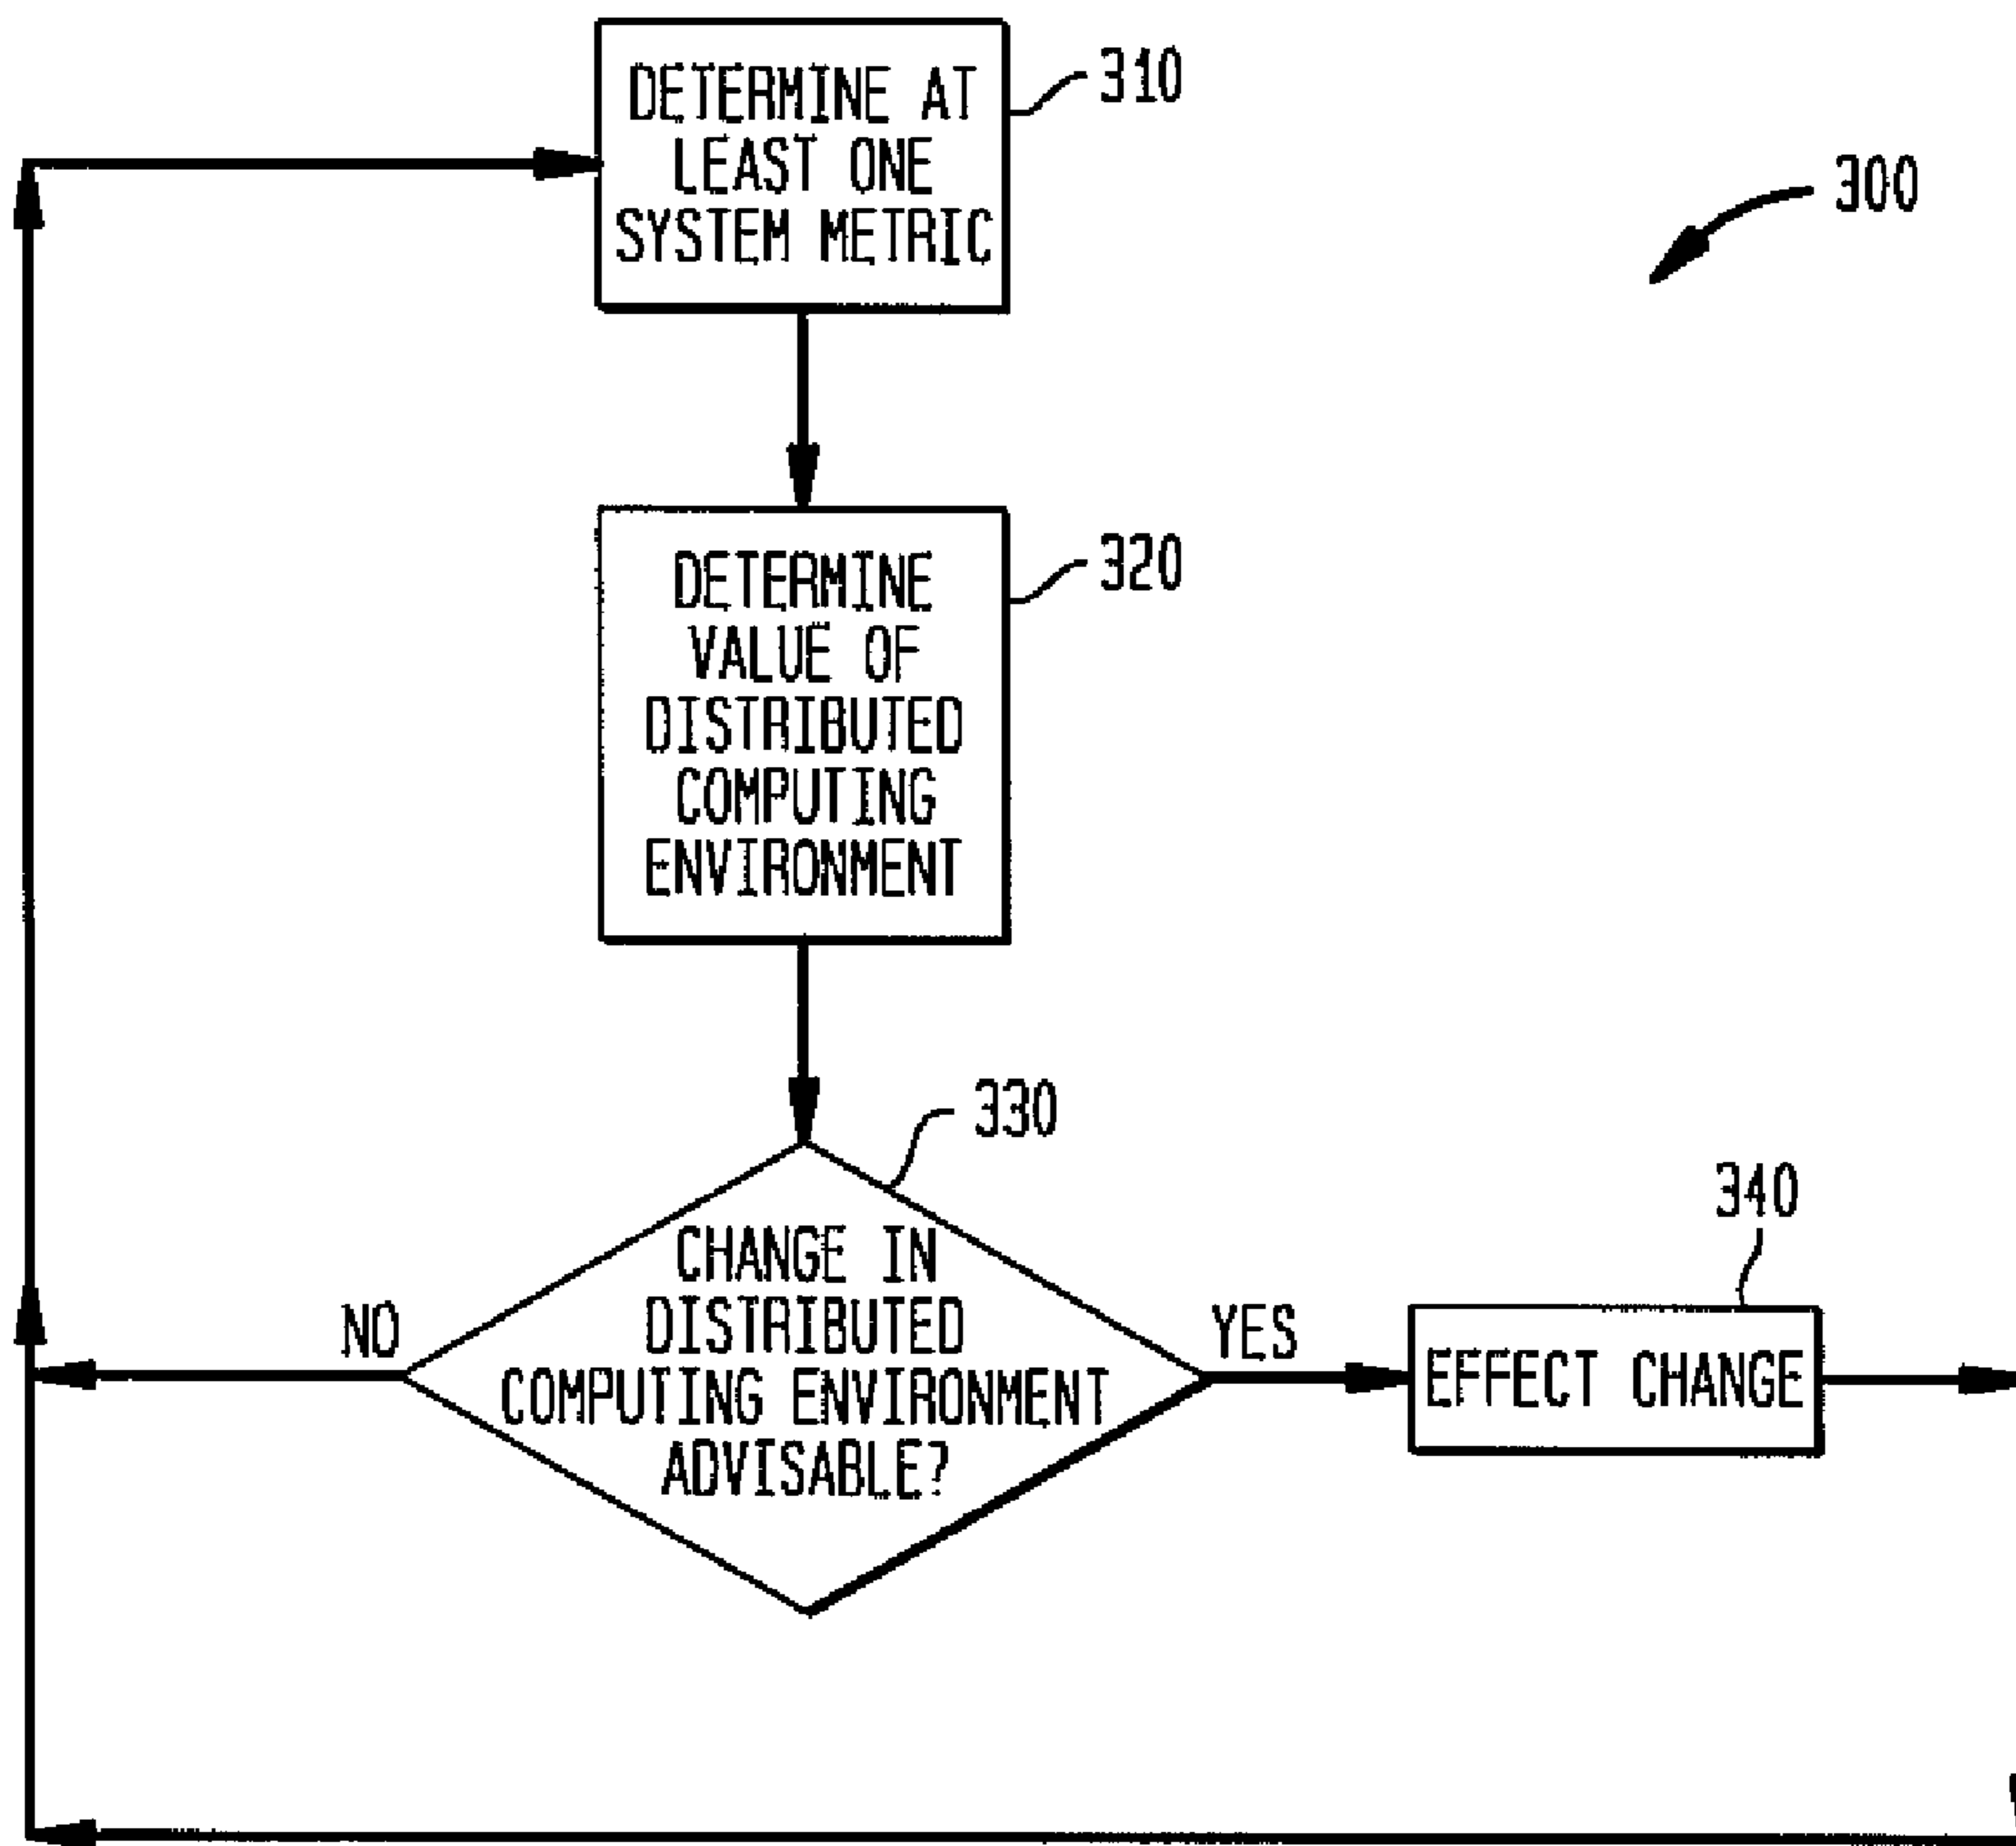 DETERMINE AT
LEAST ONE
SYSTEM METRIC
310
300
DETERMINE
VALUE OF
DISTRIBUTED
COMPUTING
ENVIRONMENT
320
330
CHANGE IN
DISTRIBUTED
COMPUTING ENVIRONMENT
ADVISABLE?
NO
YES
340
EFFECT CHANGE